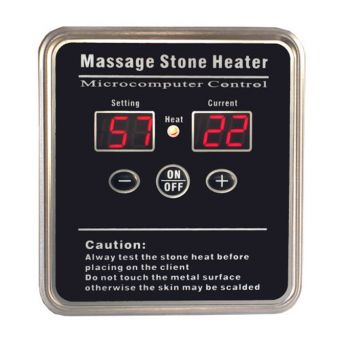 Massage Stone Heater
Microcomputer Control
Setting Current
Heat
57 22
− ON OFF +
Caution:
Alway test the stone heat before
placing on the client
Do not touch the metal surface
otherwise the skin may be scalded